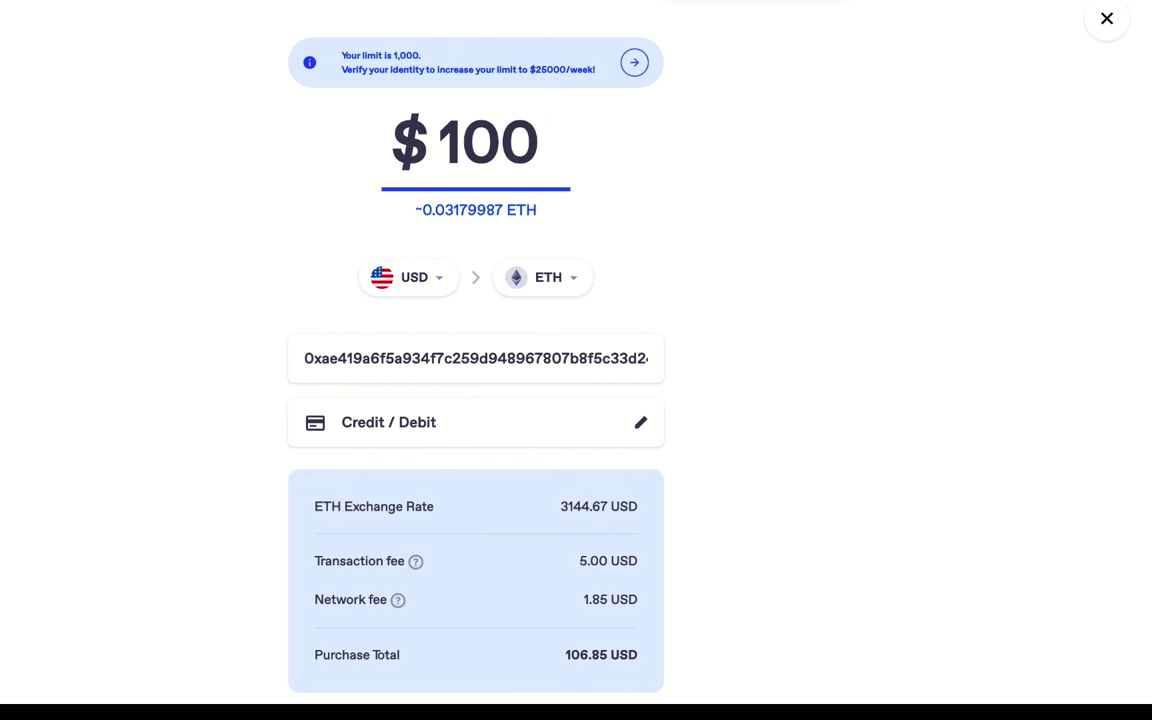 Your limit is 1,000.
Verify your identity to increase your limit to $25000/week!
$ 100
~0.03179987 ETH
USD
ETH
0xae419a6f5a934f7c259d948967807b8f5c33d2
Credit / Debit
ETH Exchange Rate 3144.67 USD
Transaction fee ? 5.00 USD
Network fee ? 1.85 USD
Purchase Total 106.85 USD